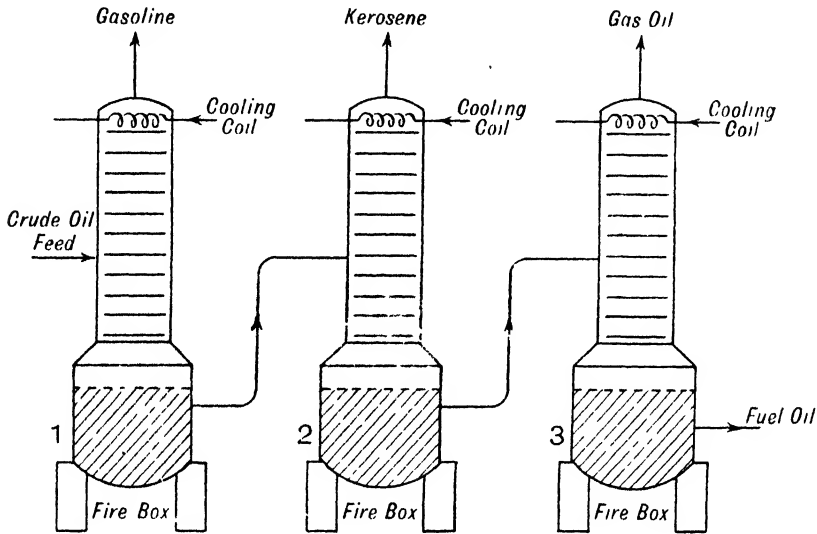 Gasoline
Kerosene
Gas Oil
Cooling
Coil
Cooling
Coil
Cooling
Coil
Crude Oil
Feed
1
2
3
Fuel Oil
Fire Box
Fire Box
Fire Box